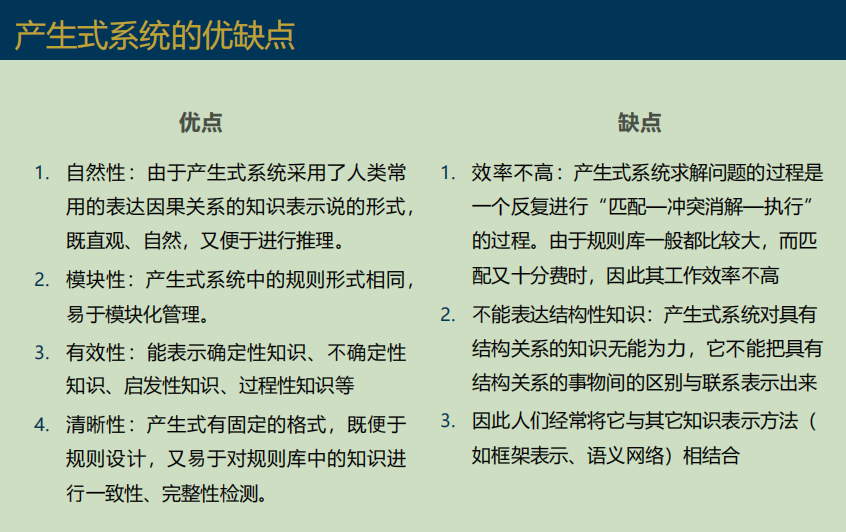 产生式系统的优缺点
优点
1. 自然性：由于产生式系统采用了人类常
用的表达因果关系的知识表示说的形式，
既直观、自然，又便于进行推理。
2. 模块性：产生式系统中的规则形式相同，
易于模块化管理。
3. 有效性：能表示确定性知识、不确定性
知识、启发性知识、过程性知识等
4. 清晰性：产生式有固定的格式，既便于
规则设计，又易于对规则库中的知识进
行一致性、完整性检测。
缺点
1. 效率不高：产生式系统求解问题的过程是
一个反复进行“匹配—冲突消解—执行”
的过程。由于规则库一般都比较大，而匹
配又十分费时，因此其工作效率不高
2. 不能表达结构性知识：产生式系统对具有
结构关系的知识无能为力，它不能把具有
结构关系的事物间的区别与联系表示出来
3. 因此人们经常将它与其它知识表示方法（
如框架表示、语义网络）相结合